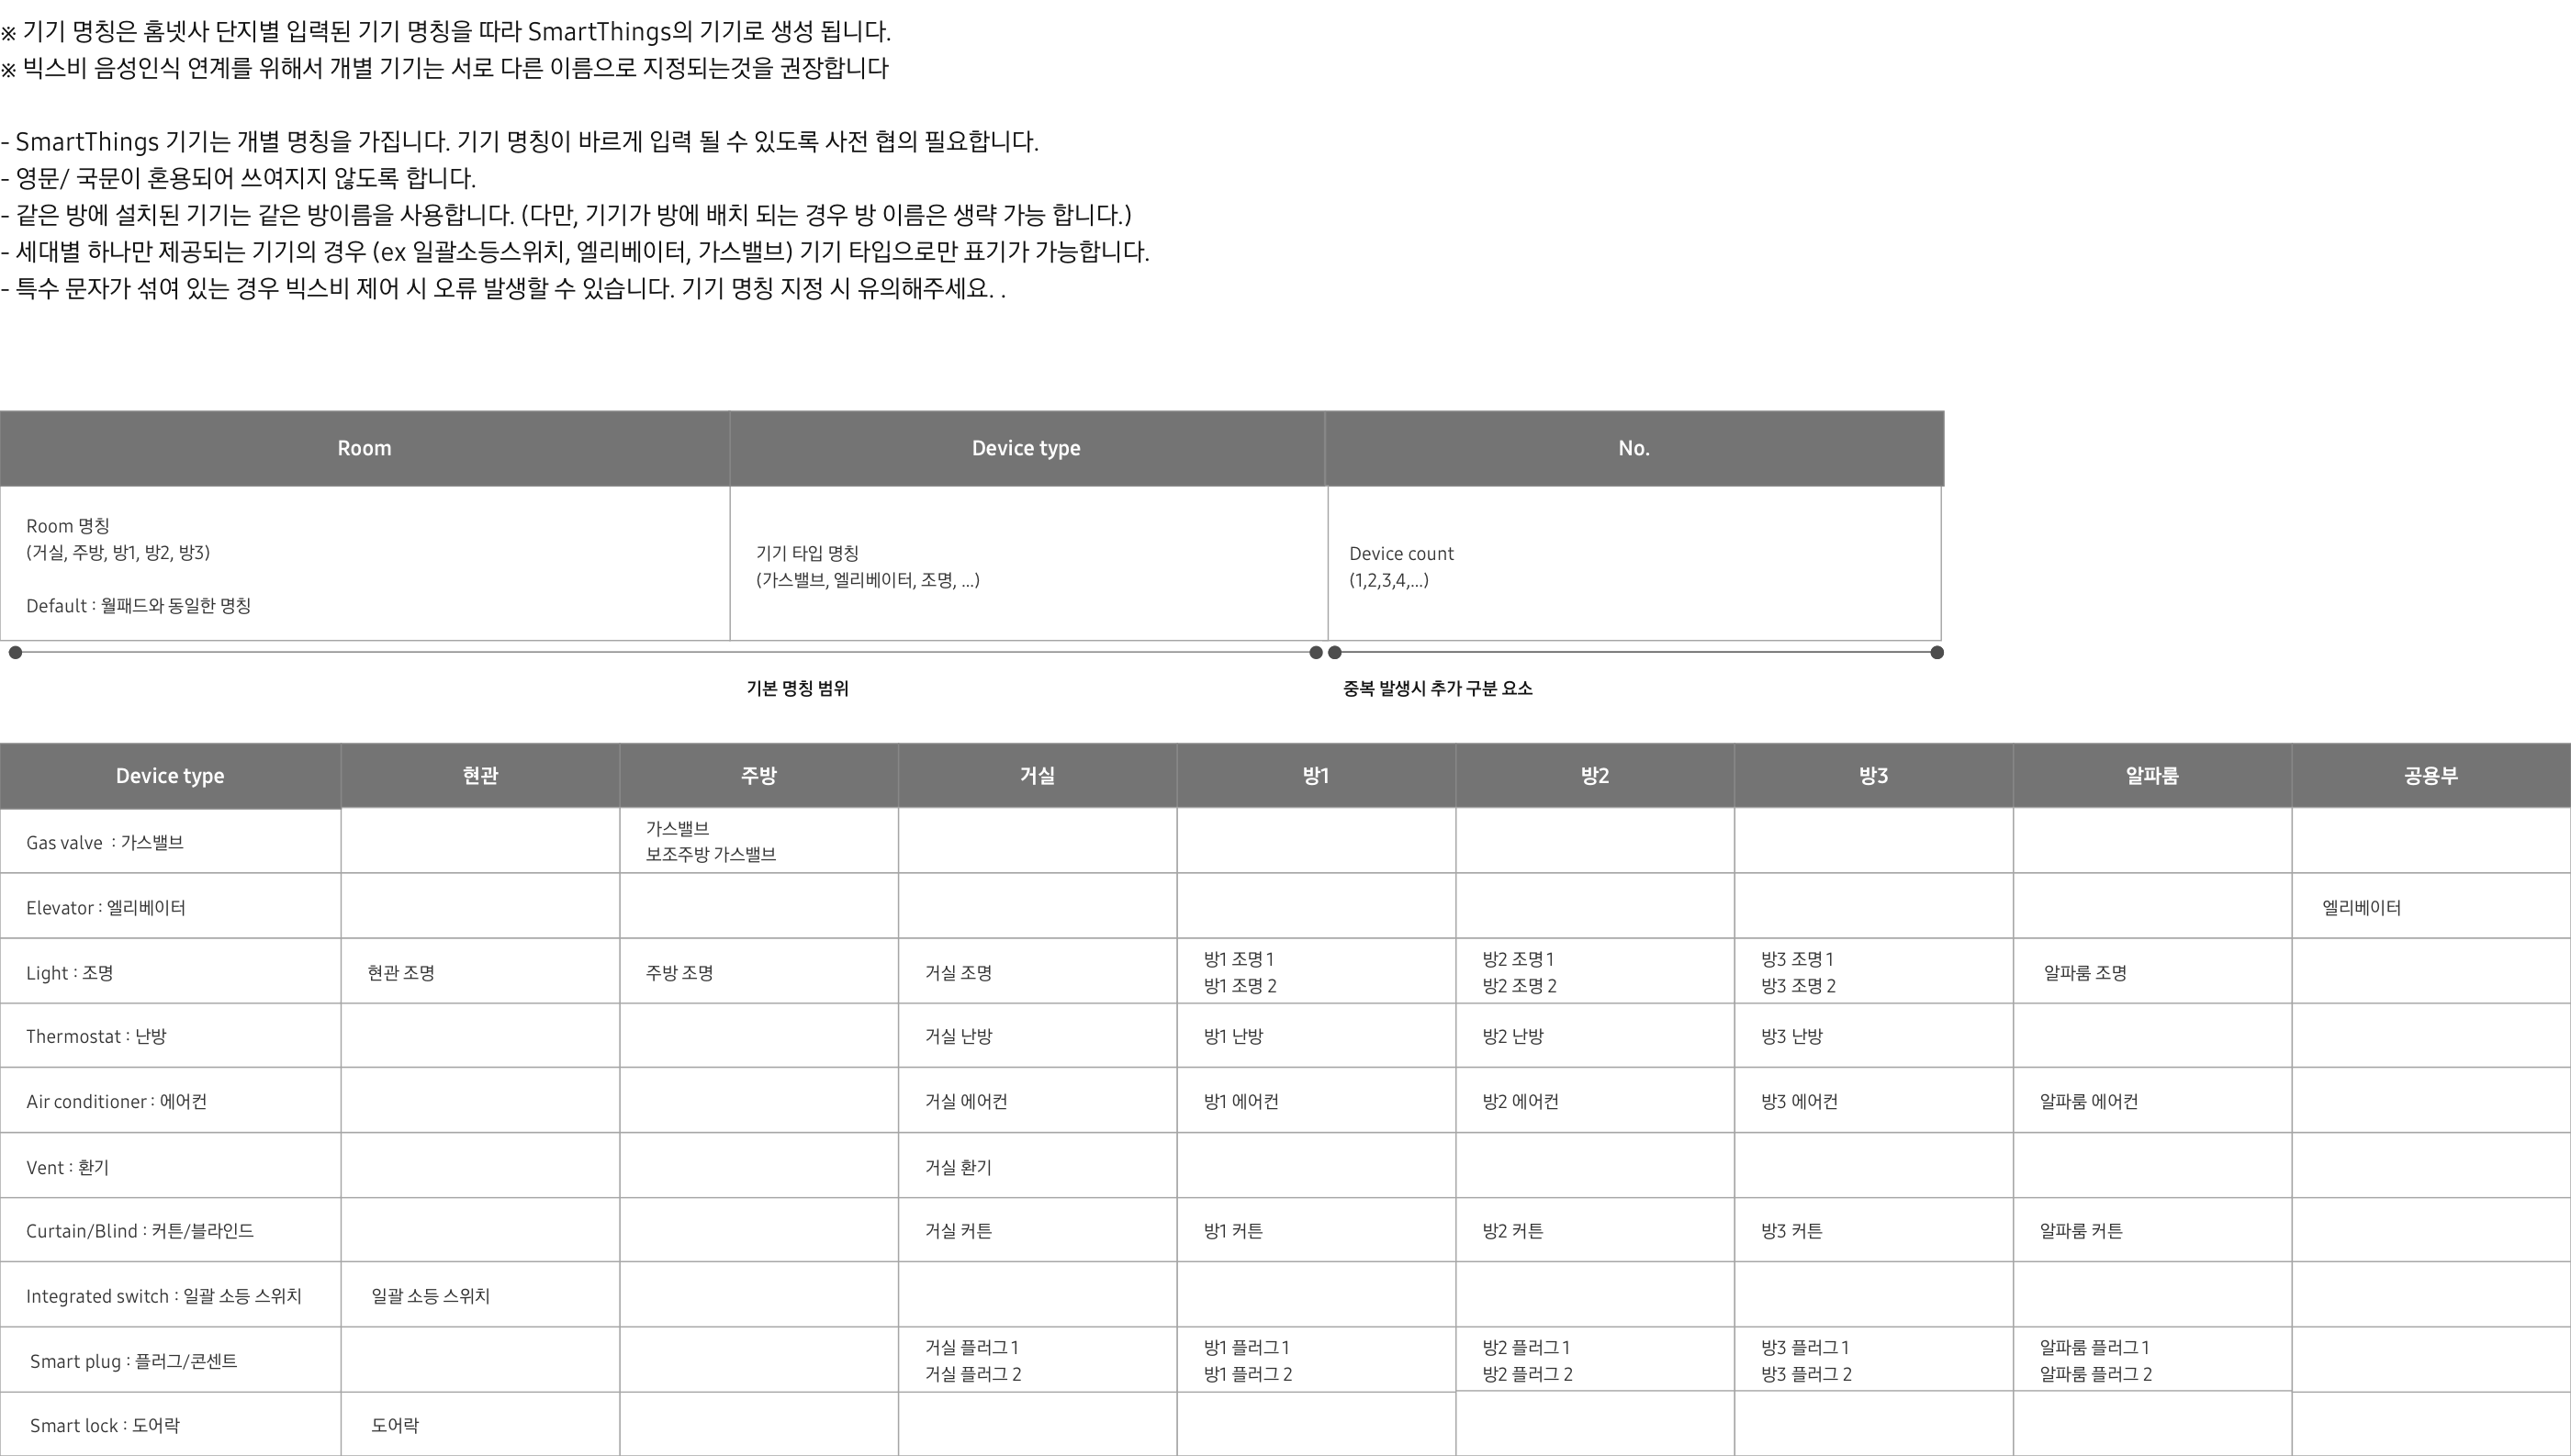 ※ 기기 명칭은 홈넷사 단지별 입력된 기기 명칭을 따라 SmartThings의 기기로 생성 됩니다.
※ 빅스비 음성인식 연계를 위해서 개별 기기는 서로 다른 이름으로 지정되는것을 권장합니다
- SmartThings 기기는 개별 명칭을 가집니다. 기기 명칭이 바르게 입력 될 수 있도록 사전 협의 필요합니다.
- 영문/ 국문이 혼용되어 쓰여지지 않도록 합니다.
- 같은 방에 설치된 기기는 같은 방이름을 사용합니다. (다만, 기기가 방에 배치 되는 경우 방 이름은 생략 가능 합니다.)
- 세대별 하나만 제공되는 기기의 경우 (ex 일괄소등스위치, 엘리베이터, 가스밸브) 기기 타입으로만 표기가 가능합니다.
- 특수 문자가 섞여 있는 경우 빅스비 제어 시 오류 발생할 수 있습니다. 기기 명칭 지정 시 유의해주세요. .
Room Device type No.
Room 명칭
(거실, 주방, 방1, 방2, 방3)
Default : 월패드와 동일한 명칭
기기 타입 명칭
(가스밸브, 엘리베이터, 조명, ...)
Device count
(1,2,3,4,...)
기본 명칭 범위
중복 발생시 추가 구분 요소
Device type 현관 주방 거실 방1 방2 방3 알파룸 공용부
Gas valve : 가스밸브
가스밸브
보조주방 가스밸브
Elevator : 엘리베이터 엘리베이터
Light : 조명 현관 조명 주방 조명 거실 조명
방1 조명 1
방1 조명 2
방2 조명 1
방2 조명 2
방3 조명 1
방3 조명 2
알파룸 조명
Thermostat : 난방 거실 난방 방1 난방 방2 난방 방3 난방
Air conditioner : 에어컨 거실 에어컨 방1 에어컨 방2 에어컨 방3 에어컨 알파룸 에어컨
Vent : 환기 거실 환기
Curtain/Blind : 커튼/블라인드 거실 커튼 방1 커튼 방2 커튼 방3 커튼 알파룸 커튼
Integrated switch : 일괄 소등 스위치 일괄 소등 스위치
Smart plug : 플러그/콘센트
거실 플러그 1
거실 플러그 2
방1 플러그 1
방1 플러그 2
방2 플러그 1
방2 플러그 2
방3 플러그 1
방3 플러그 2
알파룸 플러그 1
알파룸 플러그 2
Smart lock : 도어락 도어락